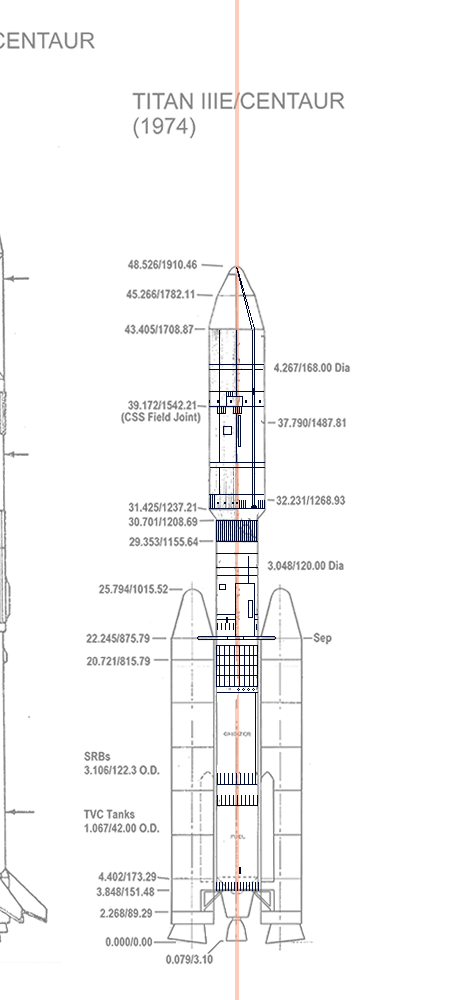 CENTAUR
TITAN IIIE/CENTAUR
(1974)
48.526/1910.46
45.266/1782.11
43.405/1708.87
4.267/168.00 Dia
39.172/1542.21
(CSS Field Joint)
37.790/1487.81
32.231/1268.93
31.425/1237.21
30.701/1208.69
29.353/1155.64
3.048/120.00 Dia
25.794/1015.52
22.245/875.79
Sep
20.721/815.79
OXIDIZER
SRBs
3.106/122.3 O.D.
TVC Tanks
1.067/42.00 O.D.
FUEL
4.402/173.29
3.848/151.48
2.268/89.29
0.000/0.00
0.079/3.10